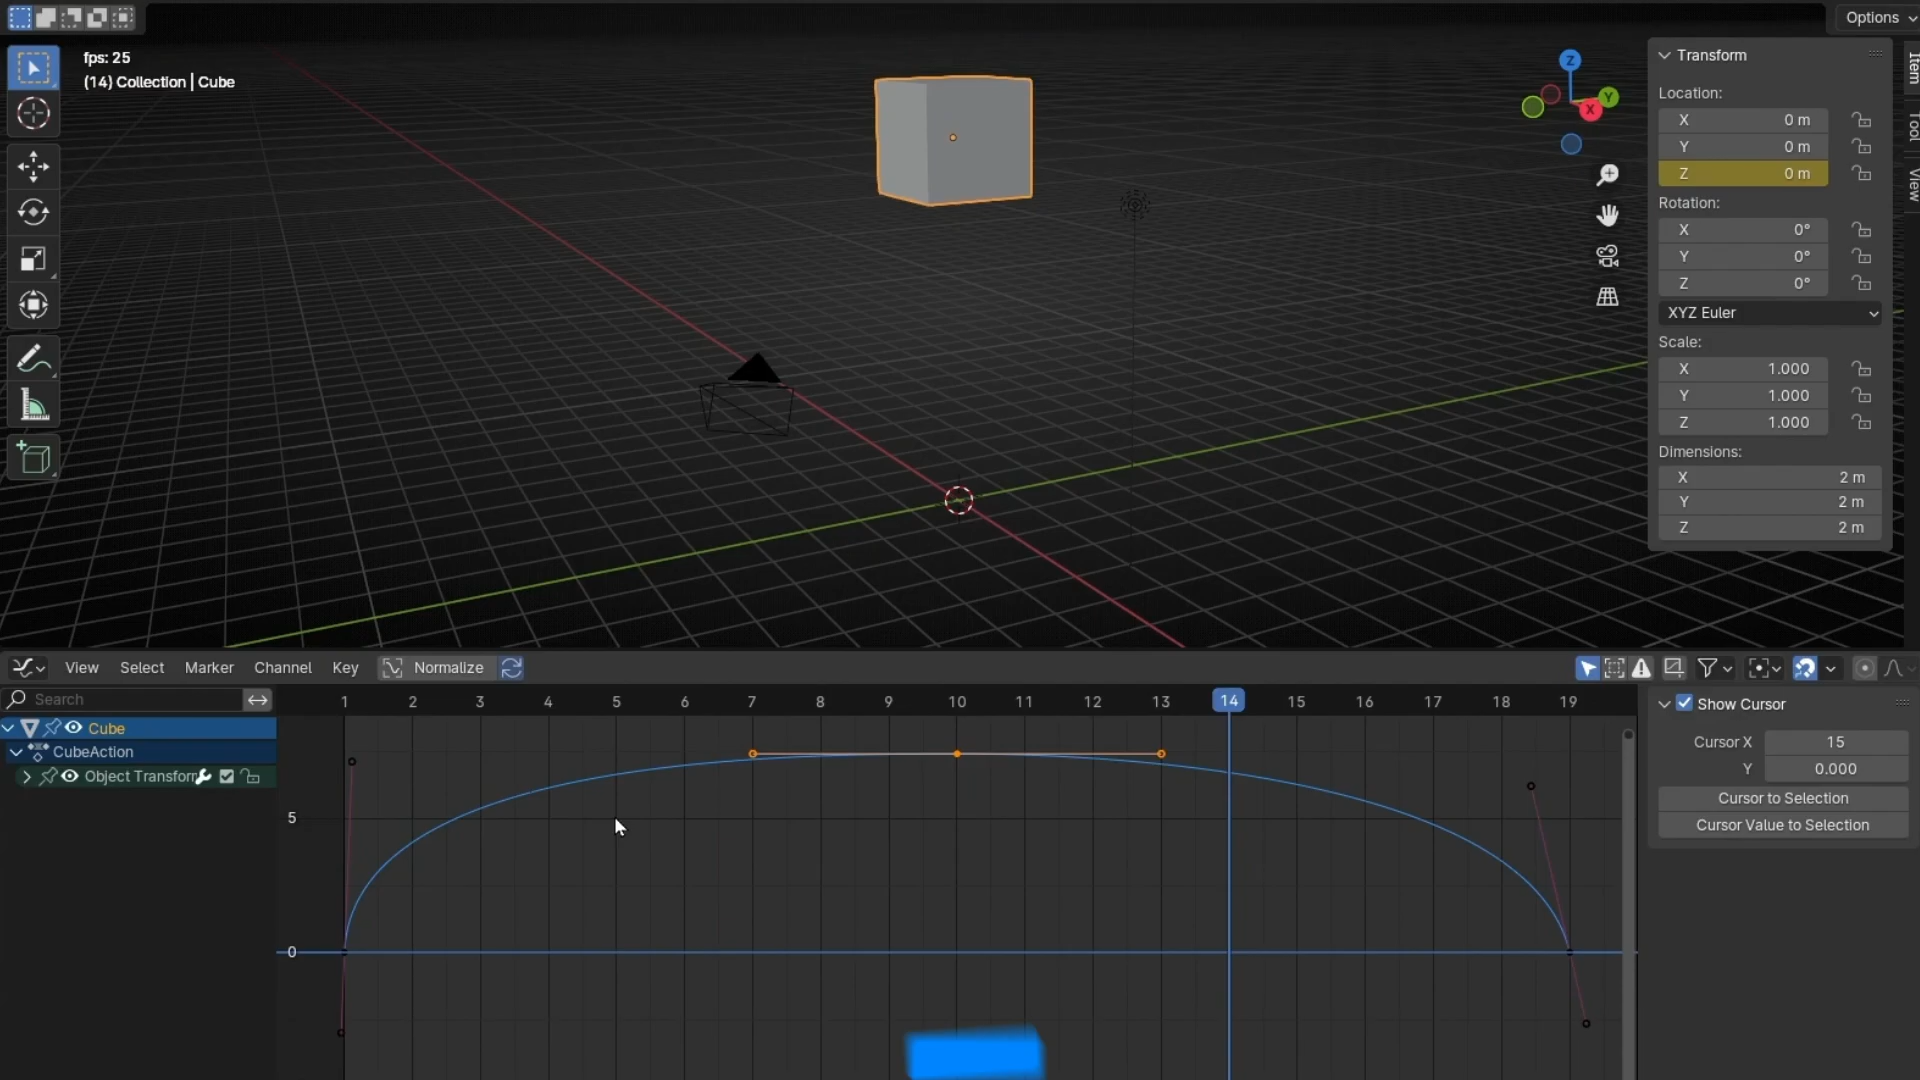 Options
fps: 25
(14) Collection | Cube
Z
Y
X
Transform
Location:
X 0 m
Y 0 m
Z 0 m
Rotation:
X 0°
Y 0°
Z 0°
XYZ Euler
Scale:
X 1.000
Y 1.000
Z 1.000
Dimensions:
X 2 m
Y 2 m
Z 2 m
Item
Tool
View
View Select Marker Channel Key Normalize
Search
1 2 3 4 5 6 7 8 9 10 11 12 13 14 15 16 17 18 19
Cube
CubeAction
Object Transform
5
0
Show Cursor
Cursor X 15
Y 0.000
Cursor to Selection
Cursor Value to Selection